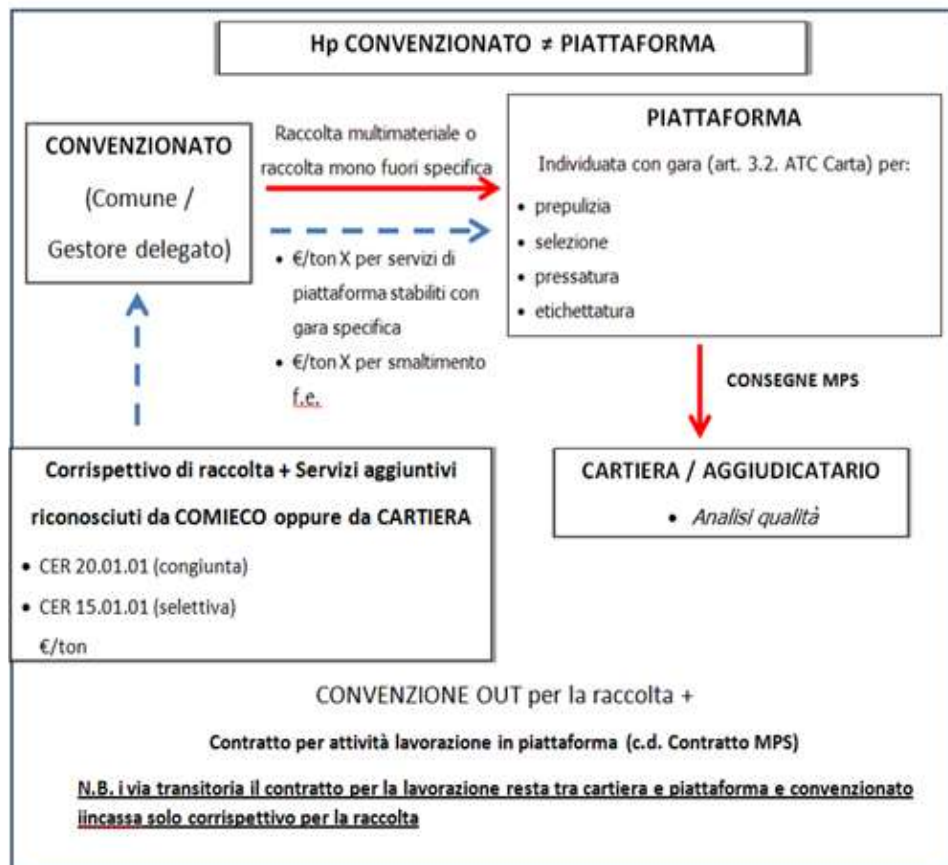 Hp CONVENZIONATO ≠ PIATTAFORMA
CONVENZIONATO
(Comune /
Gestore delegato)
Raccolta multimateriale o
raccolta mono fuori specifica
• €/ton X per servizi di
piattaforma stabiliti con
gara specifica
• €/ton X per smaltimento
f.e.
PIATTAFORMA
Individuata con gara (art. 3.2. ATC Carta) per:
• prepulizia
• selezione
• pressatura
• etichettatura
CONSEGNE MPS
Corrispettivo di raccolta + Servizi aggiuntivi
riconosciuti da COMIECO oppure da CARTIERA
• CER 20.01.01 (congiunta)
• CER 15.01.01 (selettiva)
€/ton
CARTIERA / AGGIUDICATARIO
• Analisi qualità
CONVENZIONE OUT per la raccolta +
Contratto per attività lavorazione in piattaforma (c.d. Contratto MPS)
N.B. i via transitoria il contratto per la lavorazione resta tra cartiera e piattaforma e convenzionato
iincassa solo corrispettivo per la raccolta